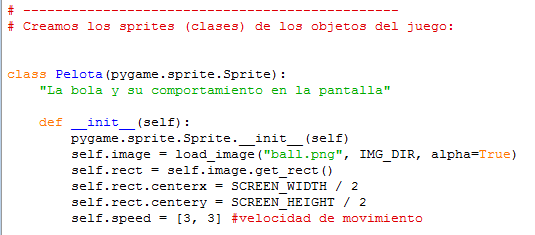 # -----------------------------------------------
# Creamos los sprites (clases) de los objetos del juego:
class Pelota(pygame.sprite.Sprite):
"La bola y su comportamiento en la pantalla"
def __init__(self):
pygame.sprite.Sprite.__init__(self)
self.image = load_image("ball.png", IMG_DIR, alpha=True)
self.rect = self.image.get_rect()
self.rect.centerx = SCREEN_WIDTH / 2
self.rect.centery = SCREEN_HEIGHT / 2
self.speed = [3, 3] #velocidad de movimiento